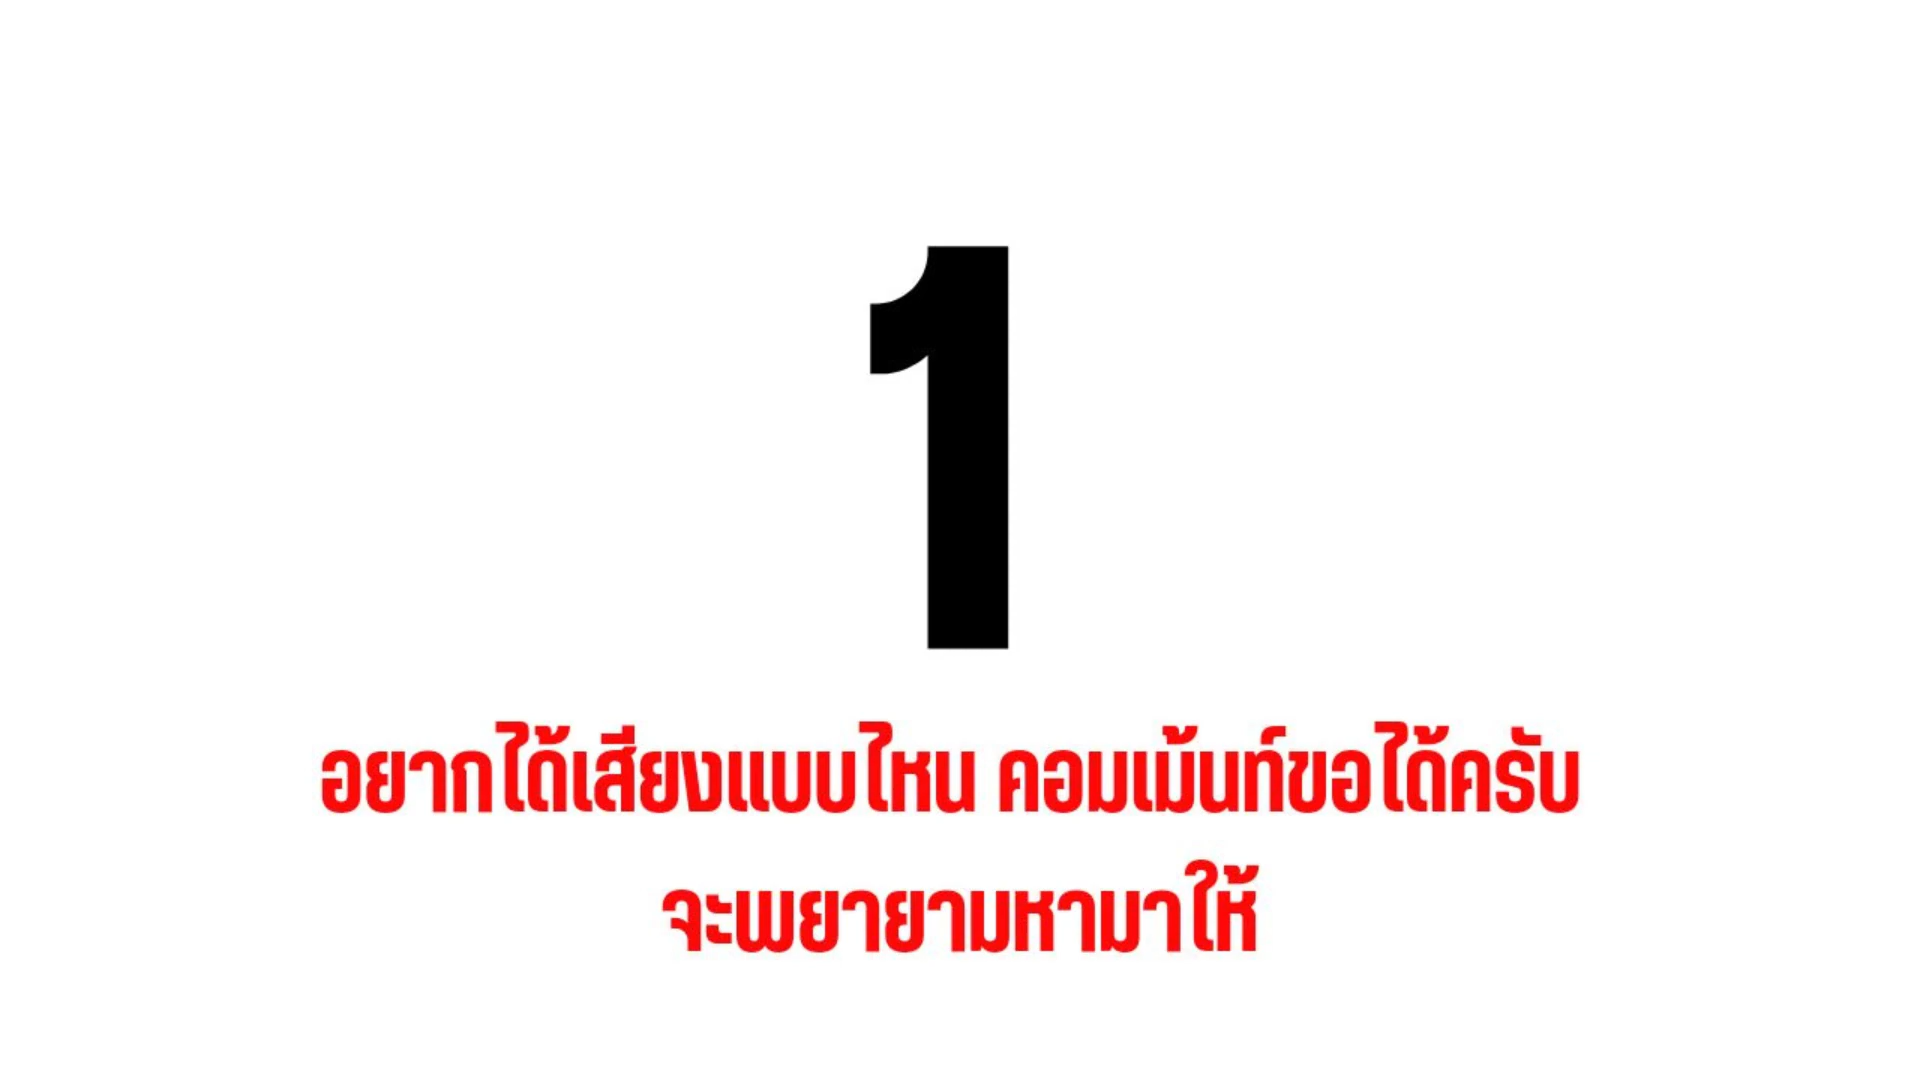 1
อยากได้เสียงแบบไหน คอมเม้นท์ขอได้ครับ
จะพยายามหามาให้